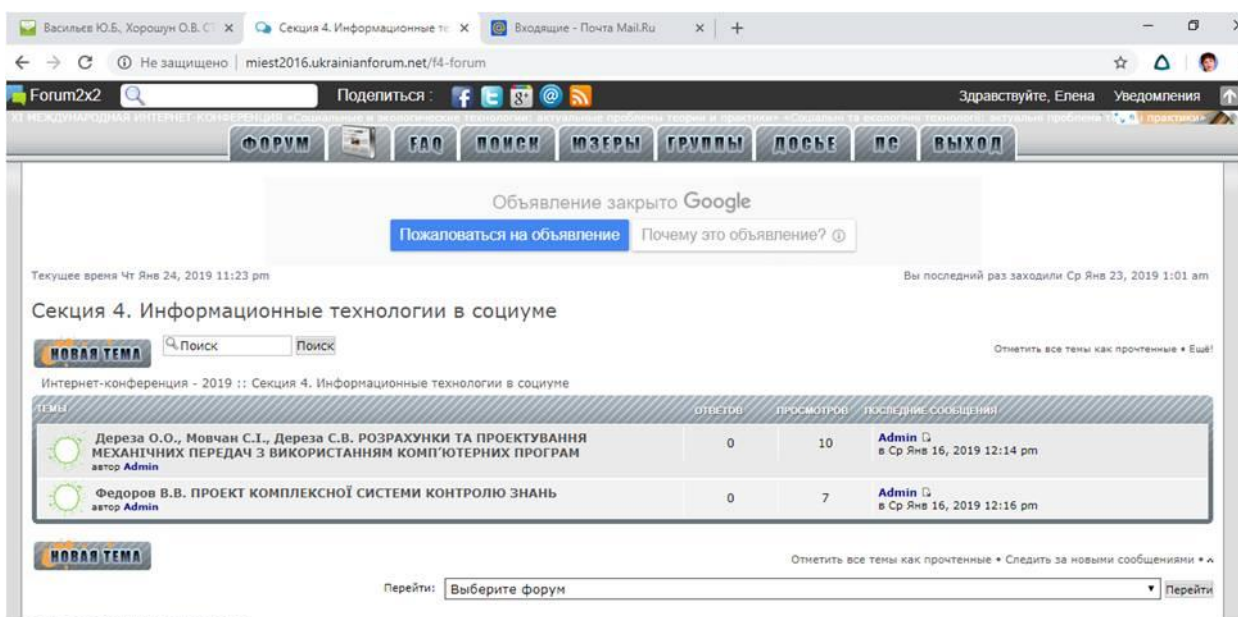 Васильев Ю.Б., Хорошун О.В. СТ
Секция 4. Информационные те
Входящие - Почта Mail.Ru
Не защищено | miest2016.ukrainianforum.net/f4-forum
Forum2x2 Поделиться : Здравствуйте, Елена Уведомления
XI МЕЖДУНАРОДНАЯ ИНТЕРНЕТ-КОНФЕРЕНЦИЯ
ФОРУМ FAQ ПОИСК ЮЗЕРЫ ГРУППЫ ДОСЬЕ ПС ВЫХОД
Объявление закрыто Google
Пожаловаться на объявление Почему это объявление?
Текущее время Чт Янв 24, 2019 11:23 pm Вы последний раз заходили Ср Янв 23, 2019 1:01 am
Секция 4. Информационные технологии в социуме
НОВАЯ ТЕМА Поиск Поиск Отметить все темы как прочтенные • Ещё!
Интернет-конференция - 2019 :: Секция 4. Информационные технологии в социуме
ТЕМЫ ОТВЕТОВ ПРОСМОТРОВ ПОСЛЕДНИЕ СООБЩЕНИЯ
Дереза О.О., Мовчан С.І., Дереза С.В. РОЗРАХУНКИ ТА ПРОЕКТУВАННЯ
МЕХАНІЧНИХ ПЕРЕДАЧ З ВИКОРИСТАННЯМ КОМП'ЮТЕРНИХ ПРОГРАМ
автор Admin
0 10 Admin
в Ср Янв 16, 2019 12:14 pm
Федоров В.В. ПРОЕКТ КОМПЛЕКСНОЇ СИСТЕМИ КОНТРОЛЮ ЗНАНЬ
автор Admin
0 7 Admin
в Ср Янв 16, 2019 12:16 pm
НОВАЯ ТЕМА Отметить все темы как прочтенные • Следить за новыми сообщениями •
Перейти: Выберите форум Перейти